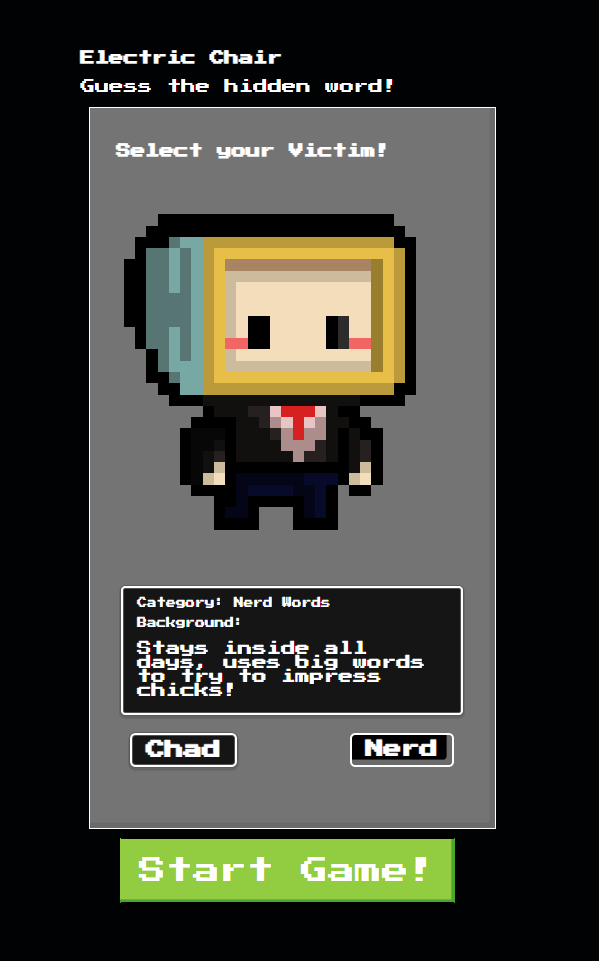 Electric Chair
Guess the hidden word!
Select your Victim!
Category: Nerd Words
Background:
Stays inside all
days, uses big words
to try to impress
chicks!
Chad
Nerd
Start Game!